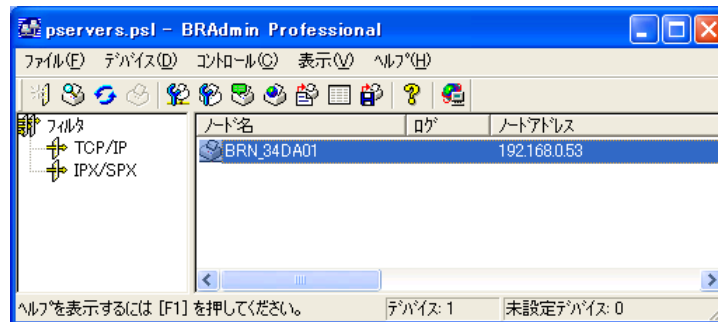 pservers.psl - BRAdmin Professional
ファイル(F) デバイス(D) コントロール(C) 表示(V) ヘルプ(H)
フィルタ
TCP/IP
IPX/SPX
ノード名 ログ ノードアドレス
BRN_34DA01 192.168.0.53
ヘルプを表示するには [F1] を押してください。 デバイス: 1 未設定デバイス: 0